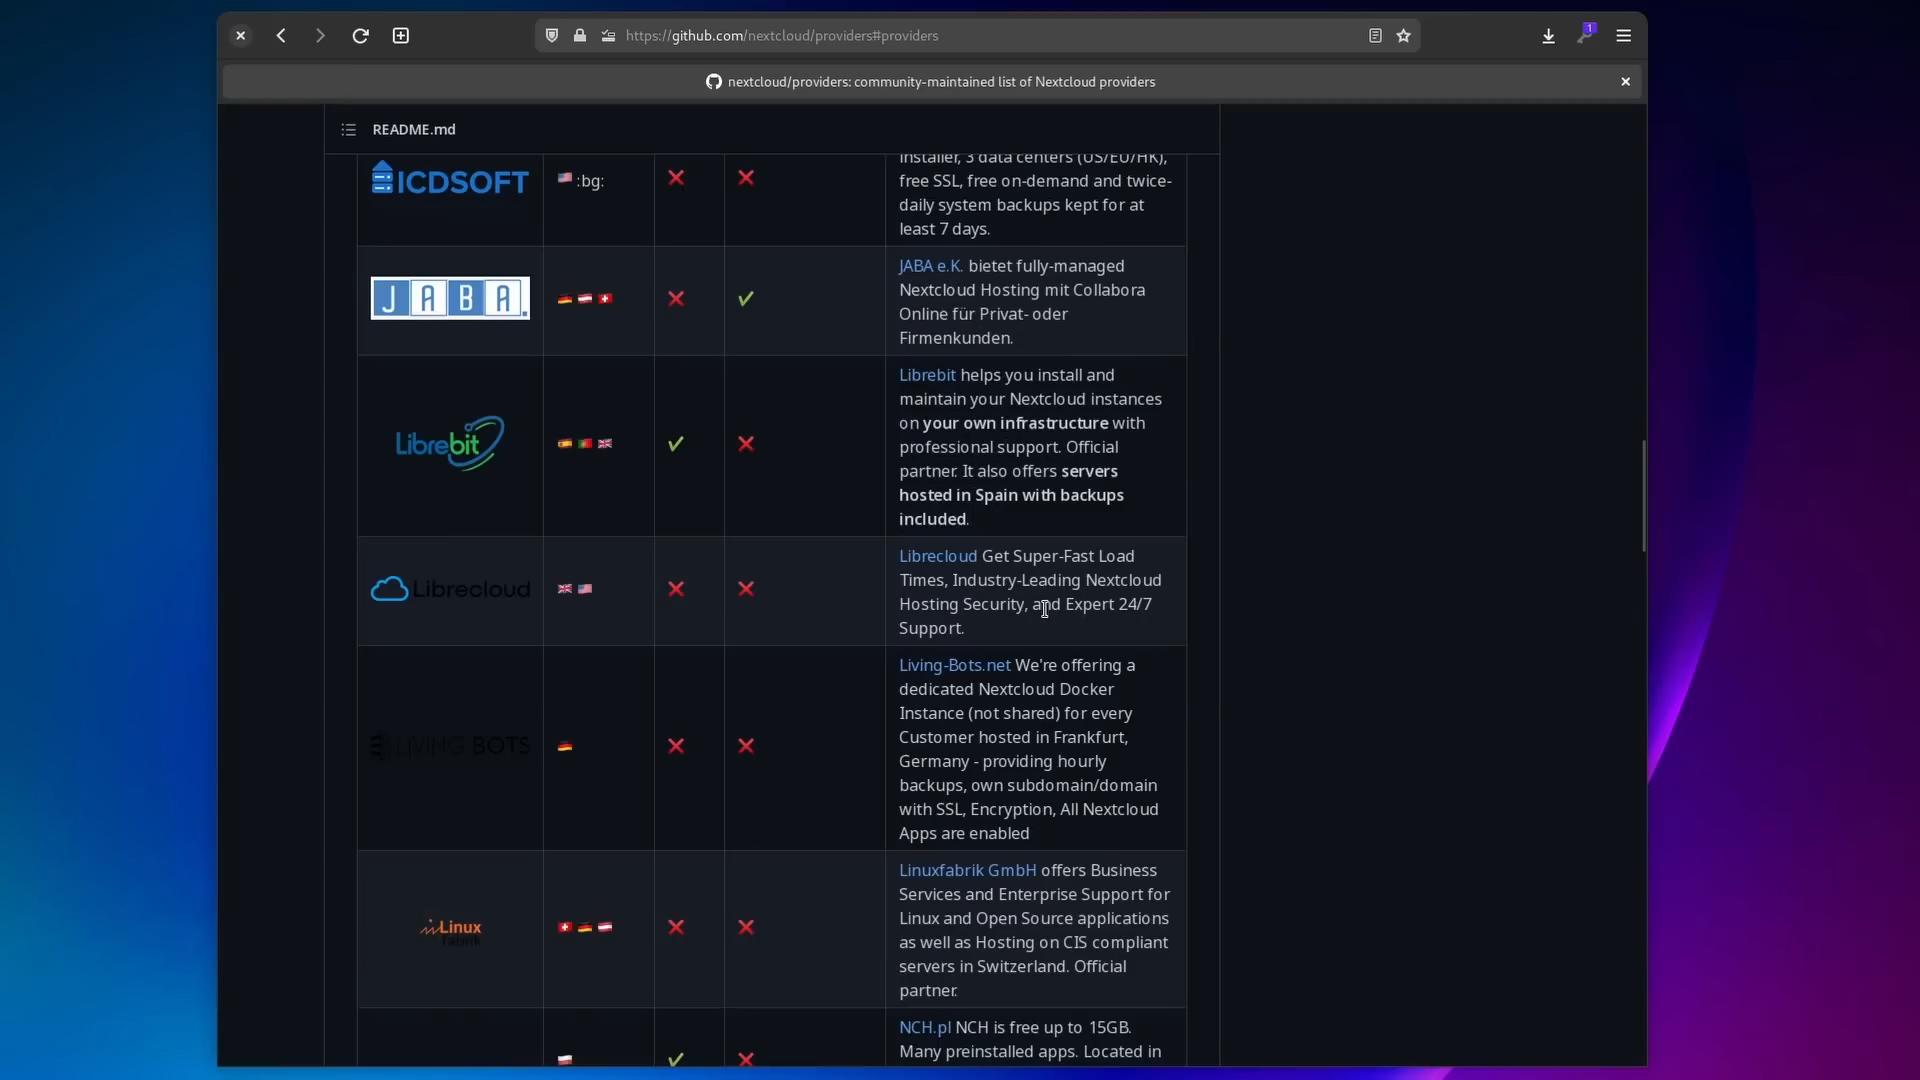 https://github.com/nextcloud/providers#providers
1
nextcloud/providers: community-maintained list of Nextcloud providers
README.md
installer, 3 data centers (US/EU/HK),
free SSL, free on-demand and twice-
daily system backups kept for at
least 7 days.
ICDSOFT
:bg:
JABA.
JABA e.K. bietet fully-managed
Nextcloud Hosting mit Collabora
Online für Privat- oder
Firmenkunden.
Librebit
Librebit helps you install and
maintain your Nextcloud instances
on your own infrastructure with
professional support. Official
partner. It also offers servers
hosted in Spain with backups
included.
Librecloud
Librecloud Get Super-Fast Load
Times, Industry-Leading Nextcloud
Hosting Security, and Expert 24/7
Support.
LIVING BOTS
Living-Bots.net We're offering a
dedicated Nextcloud Docker
Instance (not shared) for every
Customer hosted in Frankfurt,
Germany - providing hourly
backups, own subdomain/domain
with SSL, Encryption, All Nextcloud
Apps are enabled
Linux
Fabrik
Linuxfabrik GmbH offers Business
Services and Enterprise Support for
Linux and Open Source applications
as well as Hosting on CIS compliant
servers in Switzerland. Official
partner.
NCH.pl NCH is free up to 15GB.
Many preinstalled apps. Located in